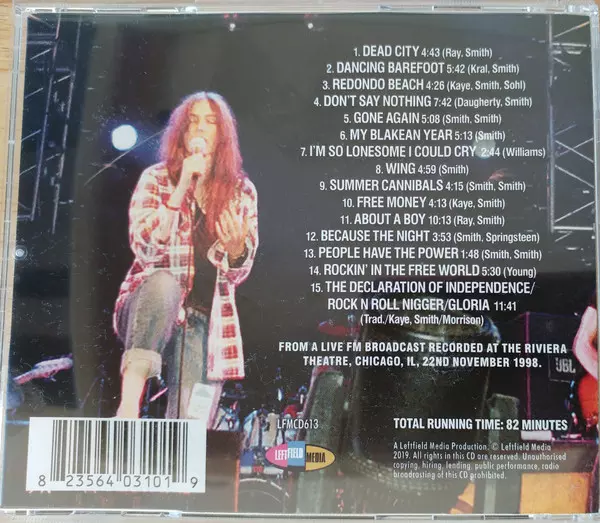 1. DEAD CITY 4:43 (Ray, Smith)
2. DANCING BAREFOOT 5:42 (Kral, Smith)
3. REDONDO BEACH 4:26 (Kaye, Smith, Sohl)
4. DON'T SAY NOTHING 7:42 (Daugherty, Smith)
5. GONE AGAIN 5:08 (Smith, Smith)
6. MY BLAKEAN YEAR 5:13 (Smith)
7. I'M SO LONESOME I COULD CRY 2:44 (Williams)
8. WING 4:59 (Smith)
9. SUMMER CANNIBALS 4:15 (Smith, Smith)
10. FREE MONEY 4:13 (Kaye, Smith)
11. ABOUT A BOY 10:13 (Ray, Smith)
12. BECAUSE THE NIGHT 3:53 (Smith, Springsteen)
13. PEOPLE HAVE THE POWER 1:48 (Smith, Smith)
14. ROCKIN' IN THE FREE WORLD 5:30 (Young)
15. THE DECLARATION OF INDEPENDENCE/
ROCK N ROLL NIGGER/GLORIA 11:41
(Trad./Kaye, Smith/Morrison)
FROM A LIVE FM BROADCAST RECORDED AT THE RIVIERA
THEATRE, CHICAGO, IL, 22ND NOVEMBER 1998.
JBL
LFMCD613
LEFTFIELD MEDIA
8 23564 03101 9
TOTAL RUNNING TIME: 82 MINUTES
A Leftfield Media Production, © Leftfield Media
2019. All rights of this CD are reserved. Unauthorised
copying, hiring, lending, public performance, radio
broadcasting of this CD prohibited.